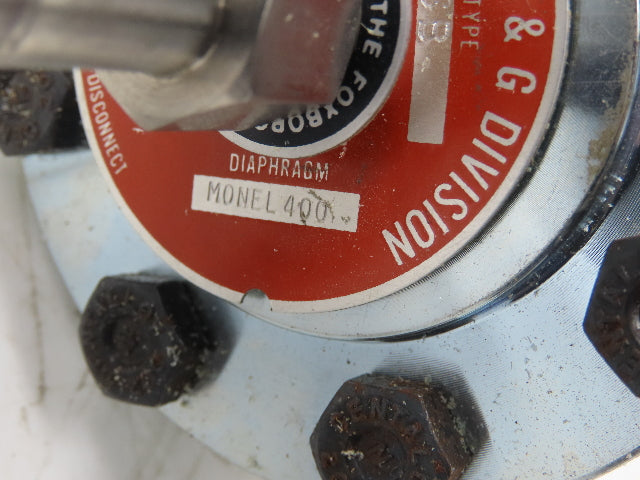 & G DIVISION
TYPE
THE FOXBORO
DISCONNECT
DIAPHRAGM
MONEL 400